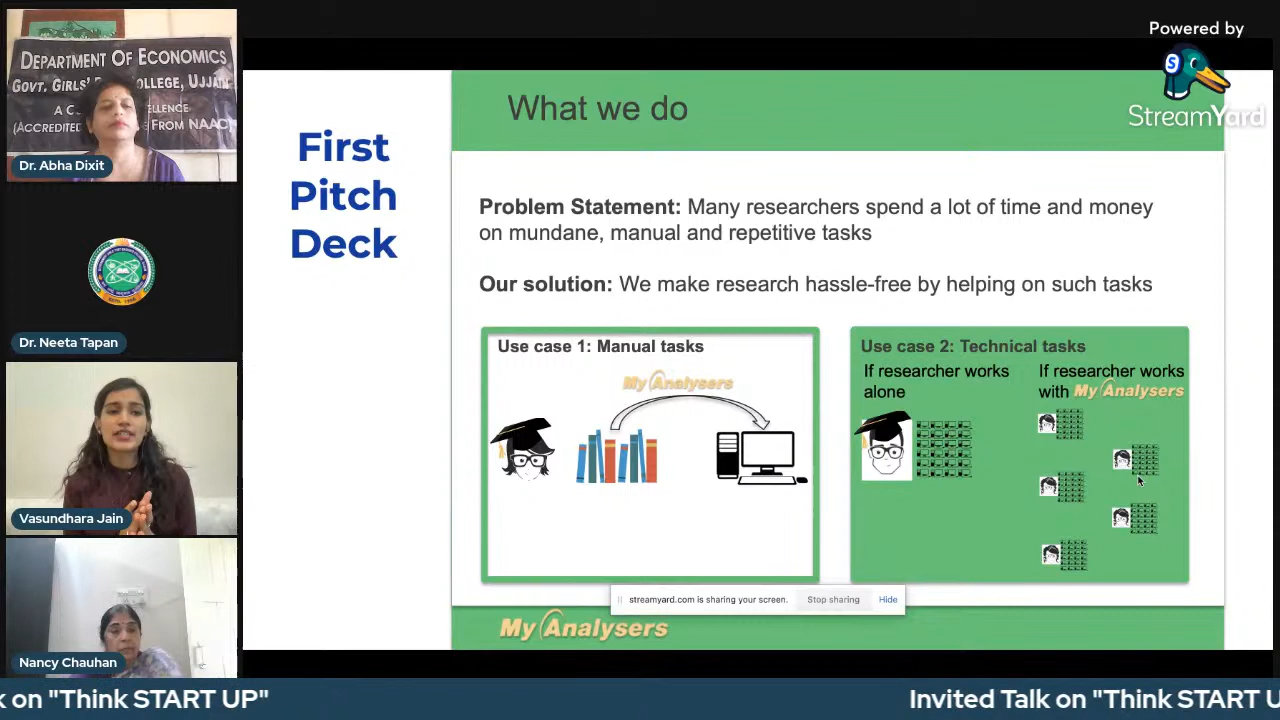 Powered by
StreamYard
DEPARTMENT OF ECONOMICS
GOVT. GIRLS' COLLEGE, UJJAIN
(ACCREDITED FROM NAAC)
Dr. Abha Dixit
Dr. Neeta Tapan
Vasundhara Jain
Nancy Chauhan
First
Pitch
Deck
What we do
Problem Statement: Many researchers spend a lot of time and money
on mundane, manual and repetitive tasks
Our solution: We make research hassle-free by helping on such tasks
Use case 1: Manual tasks
My Analysers
Use case 2: Technical tasks
If researcher works
alone
If researcher works
with My Analysers
streamyard.com is sharing your screen.
Stop sharing
Hide
My Analysers
k on "Think START UP"
Invited Talk on "Think START U